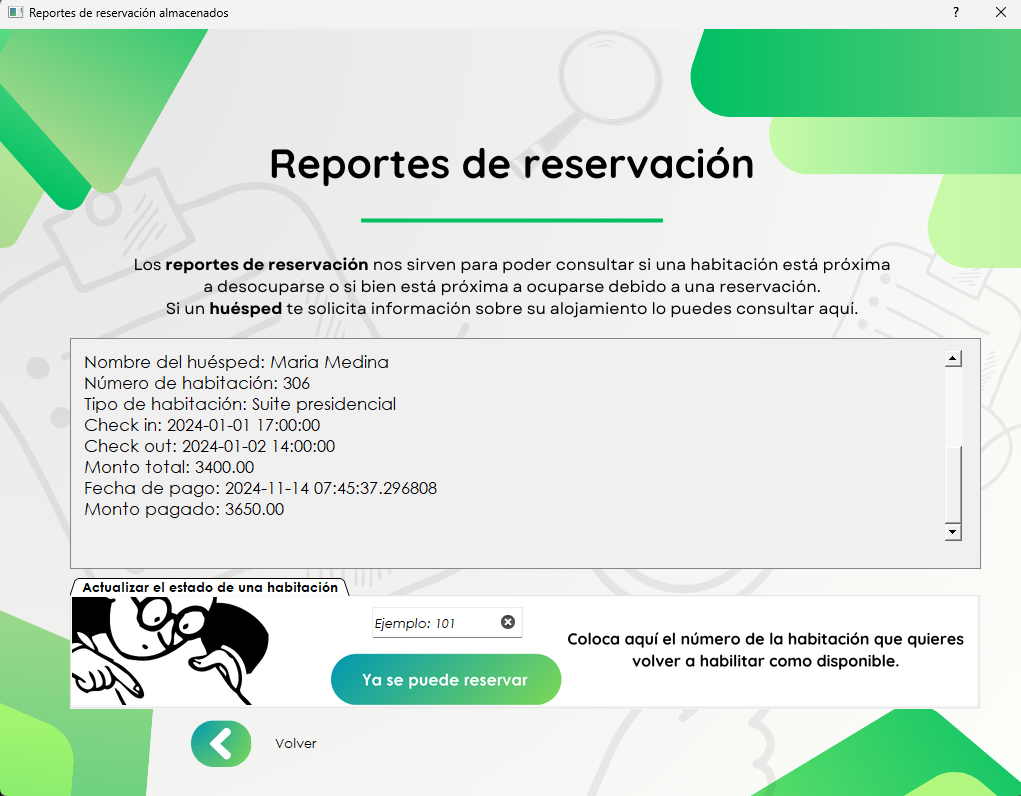 Reportes de reservación almacenados
?
Reportes de reservación
Los reportes de reservación nos sirven para poder consultar si una habitación está próxima
a desocuparse o si bien está próxima a ocuparse debido a una reservación.
Si un huésped te solicita información sobre su alojamiento lo puedes consultar aquí.
Nombre del huésped: Maria Medina
Número de habitación: 306
Tipo de habitación: Suite presidencial
Check in: 2024-01-01 17:00:00
Check out: 2024-01-02 14:00:00
Monto total: 3400.00
Fecha de pago: 2024-11-14 07:45:37.296808
Monto pagado: 3650.00
Actualizar el estado de una habitación
Ejemplo: 101
Coloca aquí el número de la habitación que quieres
volver a habilitar como disponible.
Ya se puede reservar
Volver